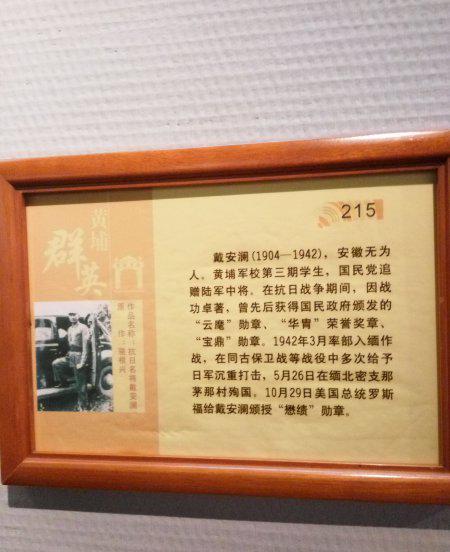 215
黄埔
群英
作品名称：抗日名将戴安澜
原作：骆根兴
戴安澜(1904—1942)，安徽无为
人。黄埔军校第三期学生，国民党追
赠陆军中将。在抗日战争期间，因战
功卓著，曾先后获得国民政府颁发的
“云麾”勋章、“华胄”荣誉奖章、
“宝鼎”勋章。1942年3月率部入缅作
战，在同古保卫战等战役中多次给予
日军沉重打击，5月26日在缅北密支那
茅那村殉国。10月29日美国总统罗斯
福给戴安澜颁授“懋绩”勋章。